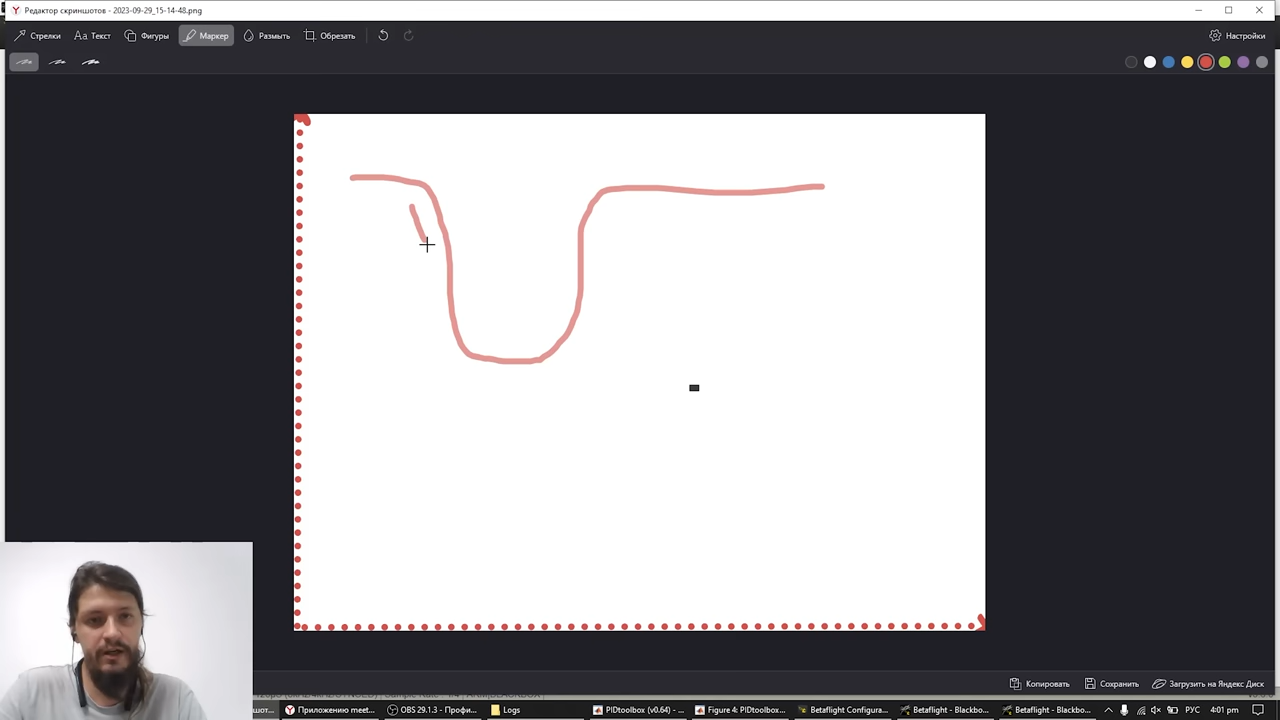 Редактор скриншотов - 2023-09-29_15-14-48.png
Стрелки Текст Фигуры Маркер Размыть Обрезать Настройки
Копировать Сохранить Загрузить на Яндекс Диск
Приложению meet... OBS 29.1.3 - Профи... Logs PIDtoolbox (v0.64) - ... Figure 4: PIDtoolbox... Betaflight Configura... Betaflight - Blackbo... Betaflight - Blackbo... РУС 4:01 pm